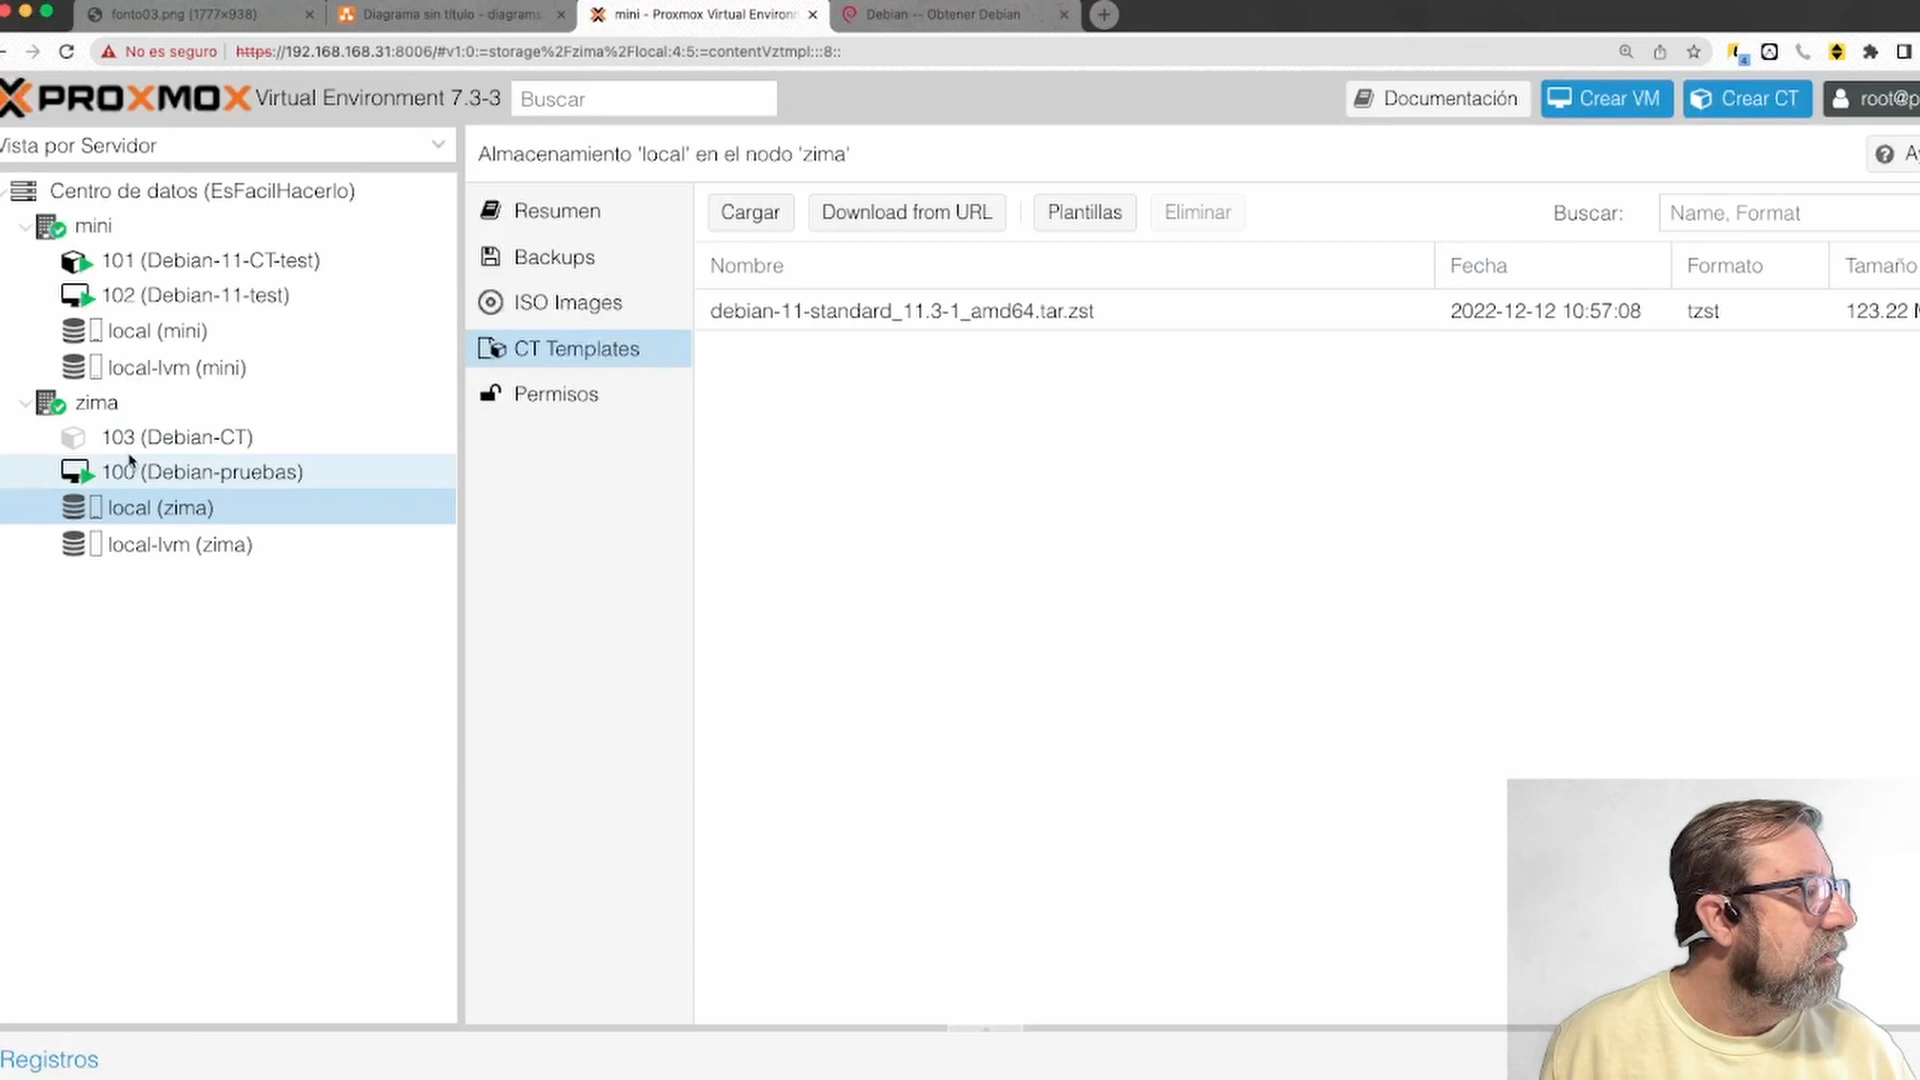 fonto03.png (1777×938)
Diagrama sin título - diagrams.
mini - Proxmox Virtual Environ
Debian -- Obtener Debian
No es seguro
https://192.168.168.31:8006/#v1:0:=storage%2Fzima%2Flocal:4:5:=contentVztmpl:::8::
4
PROXMOX
Virtual Environment 7.3-3
Buscar
Documentación
Crear VM
Crear CT
root@p
Vista por Servidor
Almacenamiento 'local' en el nodo 'zima'
Ay
Centro de datos (EsFacilHacerlo)
mini
101 (Debian-11-CT-test)
102 (Debian-11-test)
local (mini)
local-lvm (mini)
zima
103 (Debian-CT)
100 (Debian-pruebas)
local (zima)
local-lvm (zima)
Resumen
Backups
ISO Images
CT Templates
Permisos
Cargar
Download from URL
Plantillas
Eliminar
Buscar:
Name, Format
Nombre
Fecha
Formato
Tamaño
debian-11-standard_11.3-1_amd64.tar.zst
2022-12-12 10:57:08
tzst
123.22 M
Registros